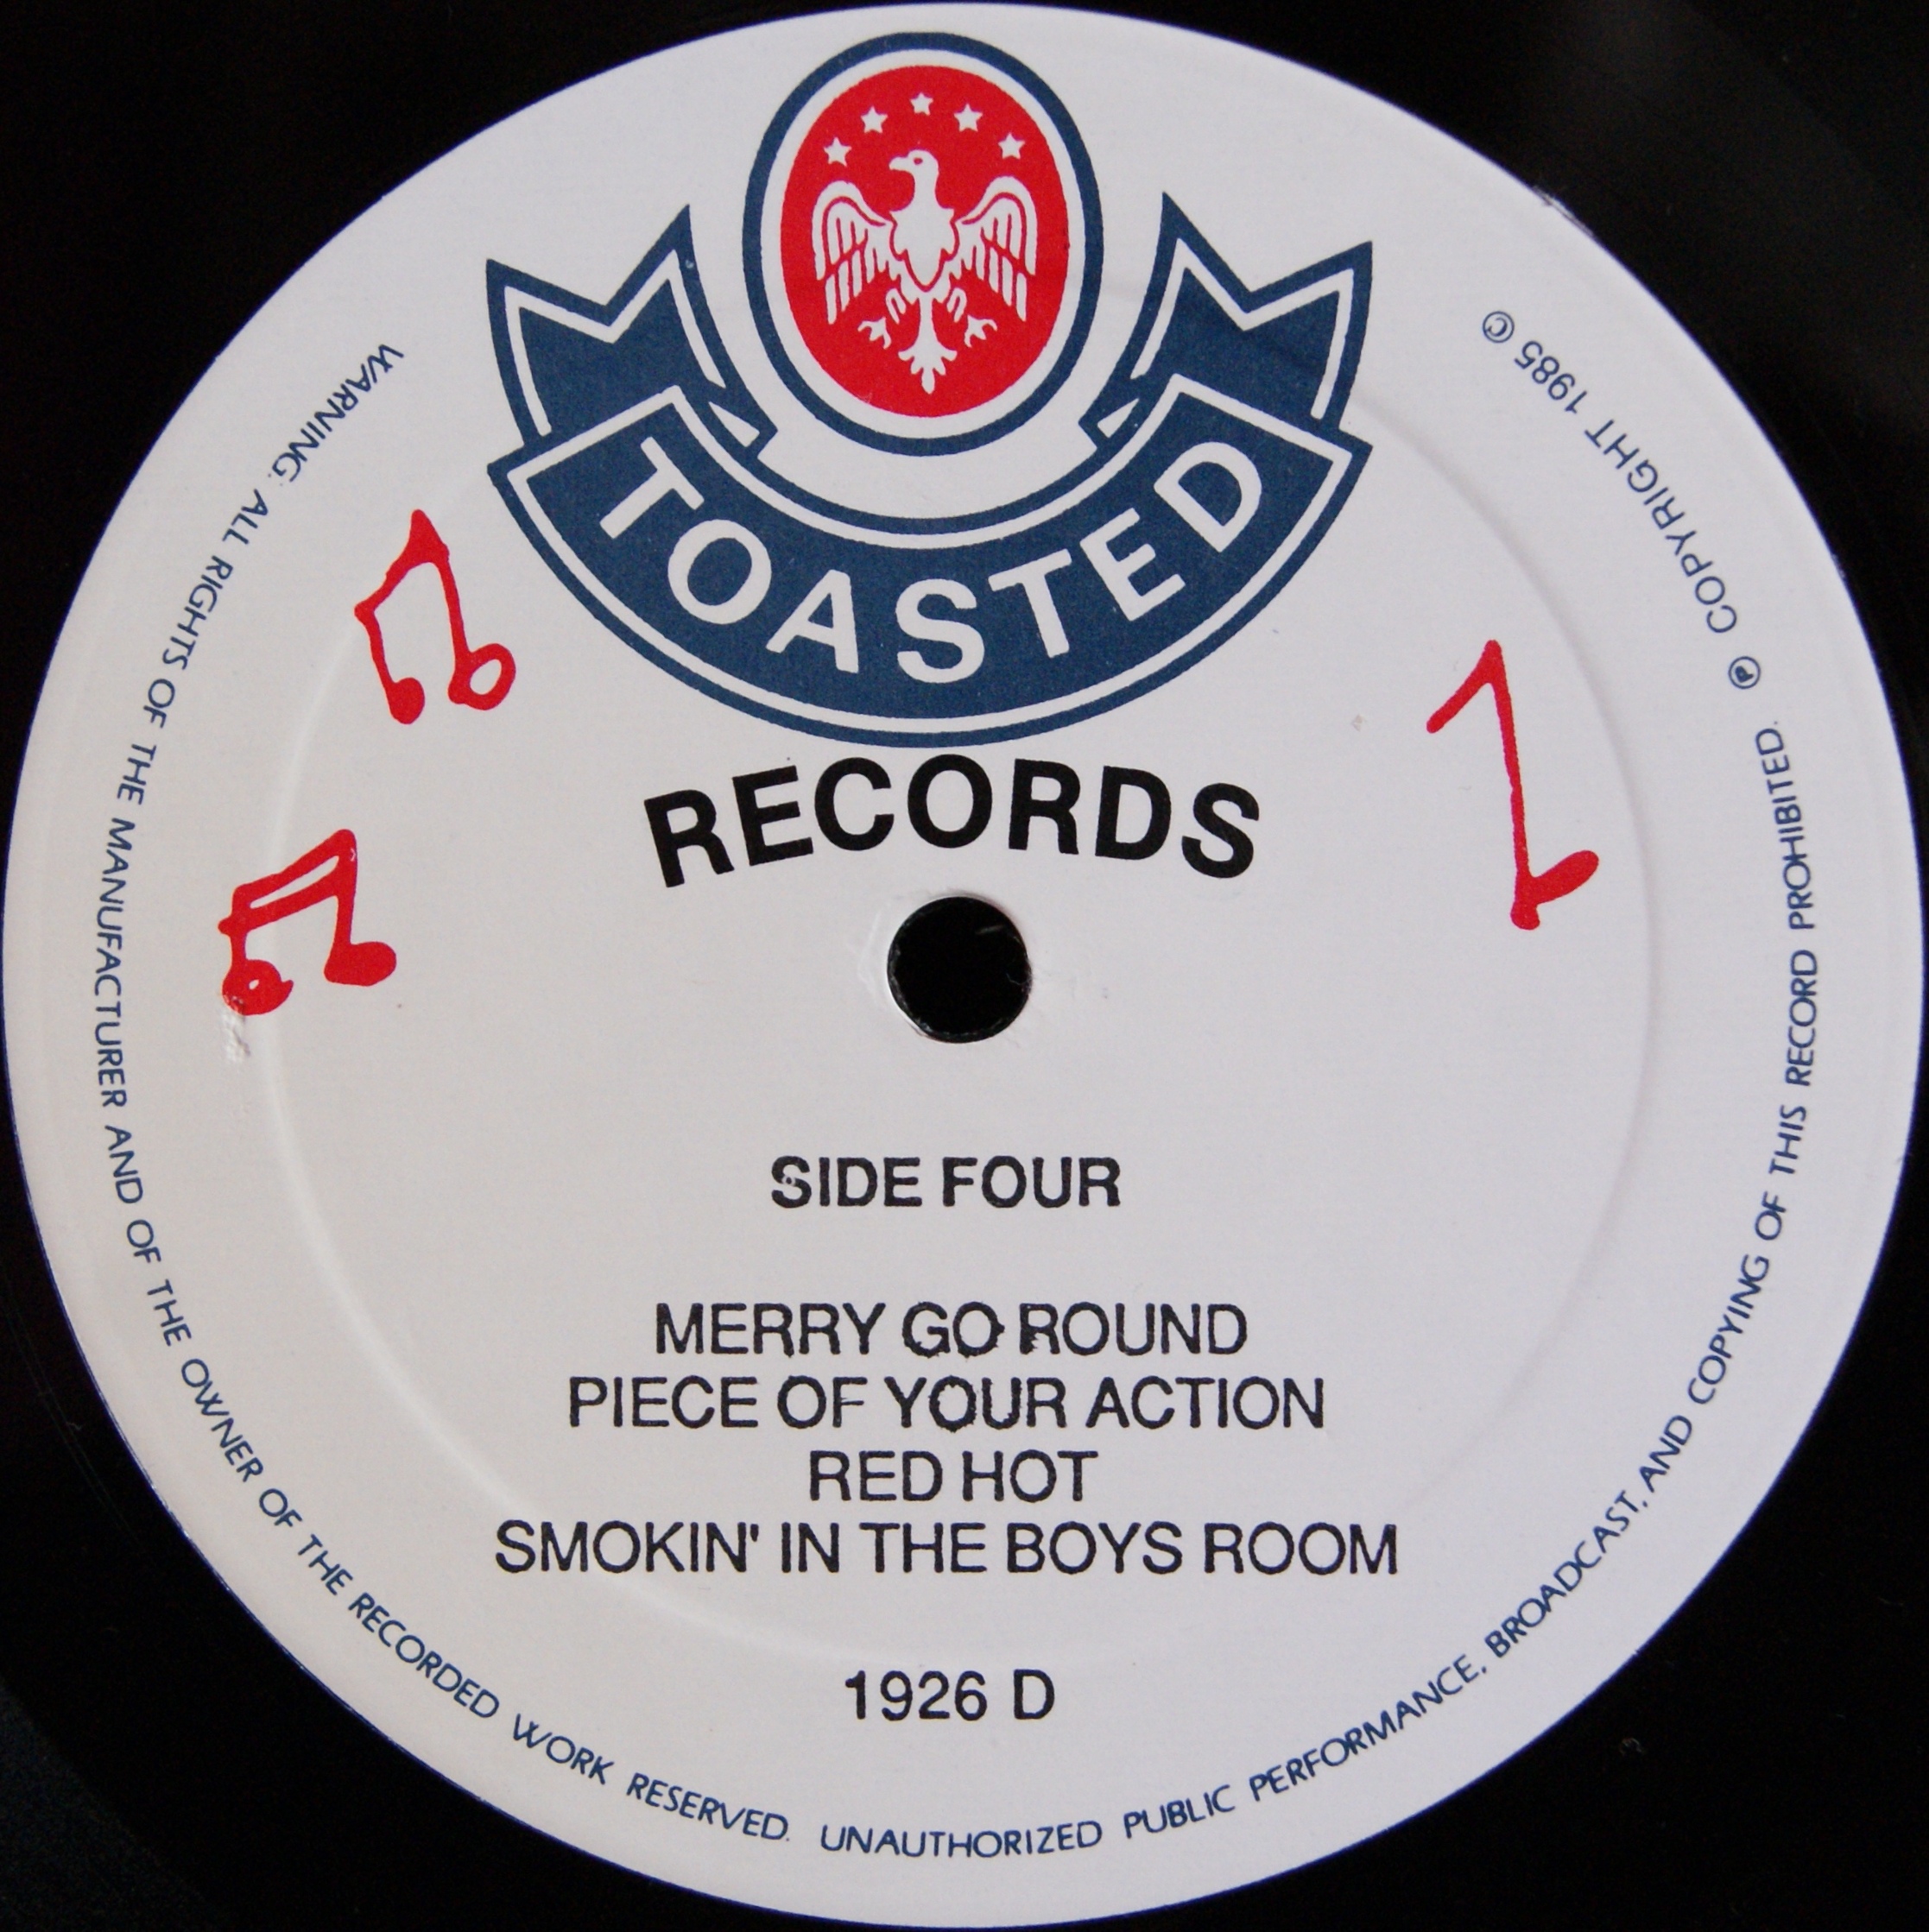 TOASTED
RECORDS
SIDE FOUR
MERRY GO ROUND
PIECE OF YOUR ACTION
RED HOT
SMOKIN' IN THE BOYS ROOM
1926 D
WARNING: ALL RIGHTS OF THE MANUFACTURER AND OF THE OWNER OF THE RECORDED WORK RESERVED. UNAUTHORIZED PUBLIC PERFORMANCE, BROADCAST, AND COPYING OF THIS RECORD PROHIBITED. ℗ COPYRIGHT 1985 ©